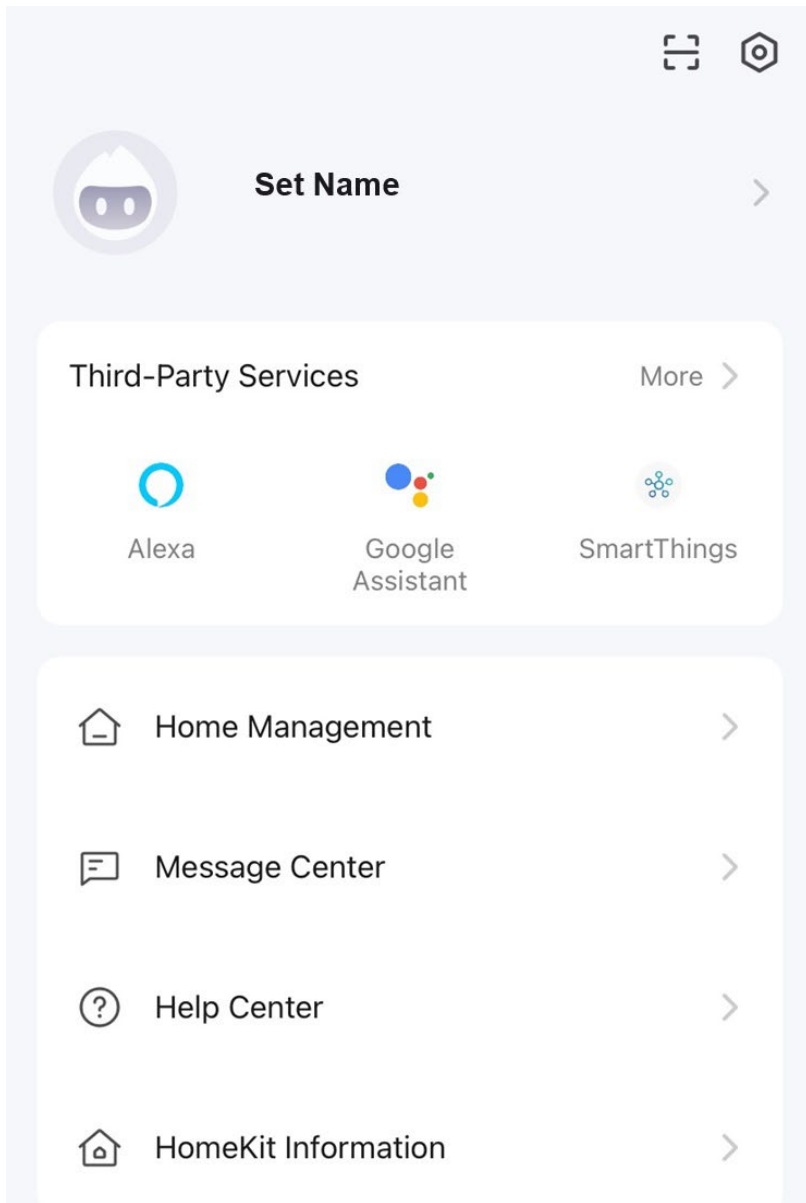 Set Name
Third-Party Services
More
Alexa
Google
Assistant
SmartThings
Home Management
Message Center
Help Center
HomeKit Information